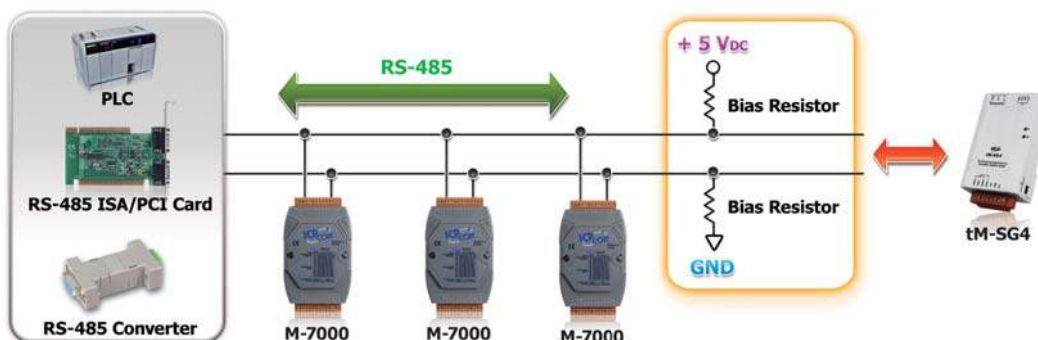 PLC
RS-485 ISA/PCI Card
RS-485 Converter
RS-485
M-7000
M-7000
M-7000
+ 5 VDC
Bias Resistor
Bias Resistor
GND
tM-SG4